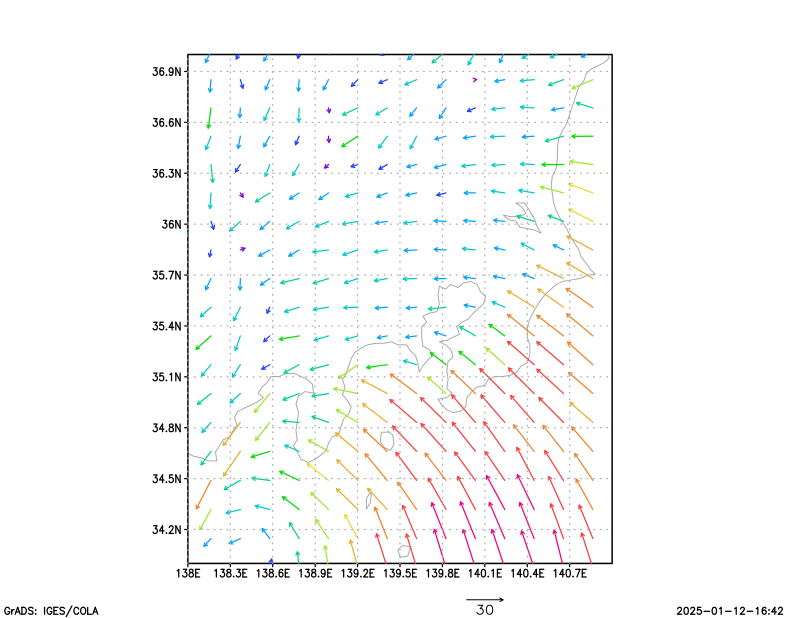 36.9N
36.6N
36.3N
36N
35.7N
35.4N
35.1N
34.8N
34.5N
34.2N
138E 138.3E 138.6E 138.9E 139.2E 139.5E 139.8E 140.1E 140.4E 140.7E
30
GrADS: IGES/COLA 2025-01-12-16:42